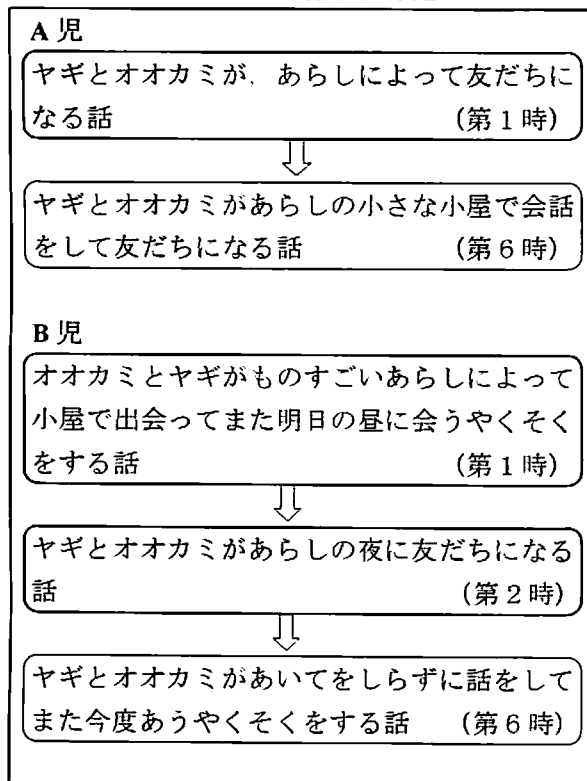 A 児
ヤギとオオカミが，あらしによって友だちに
なる話 (第1時)
⇩
ヤギとオオカミがあらしの小さな小屋で会話
をして友だちになる話 (第6時)
B 児
オオカミとヤギがものすごいあらしによって
小屋で出会ってまた明日の昼に会うやくそく
をする話 (第1時)
⇩
ヤギとオオカミがあらしの夜に友だちになる
話 (第2時)
⇩
ヤギとオオカミがあいてをしらずに話をして
また今度あうやくそくをする話 (第6時)